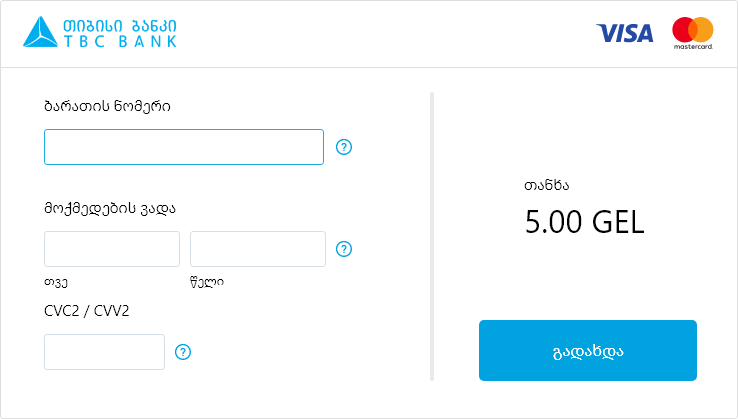 თიბისი ბანკი
TBC BANK
VISA
mastercard.
ბარათის ნომერი
?
მოქმედების ვადა
?
თვე
წელი
CVC2 / CVV2
?
თანხა
5.00 GEL
გადახდა